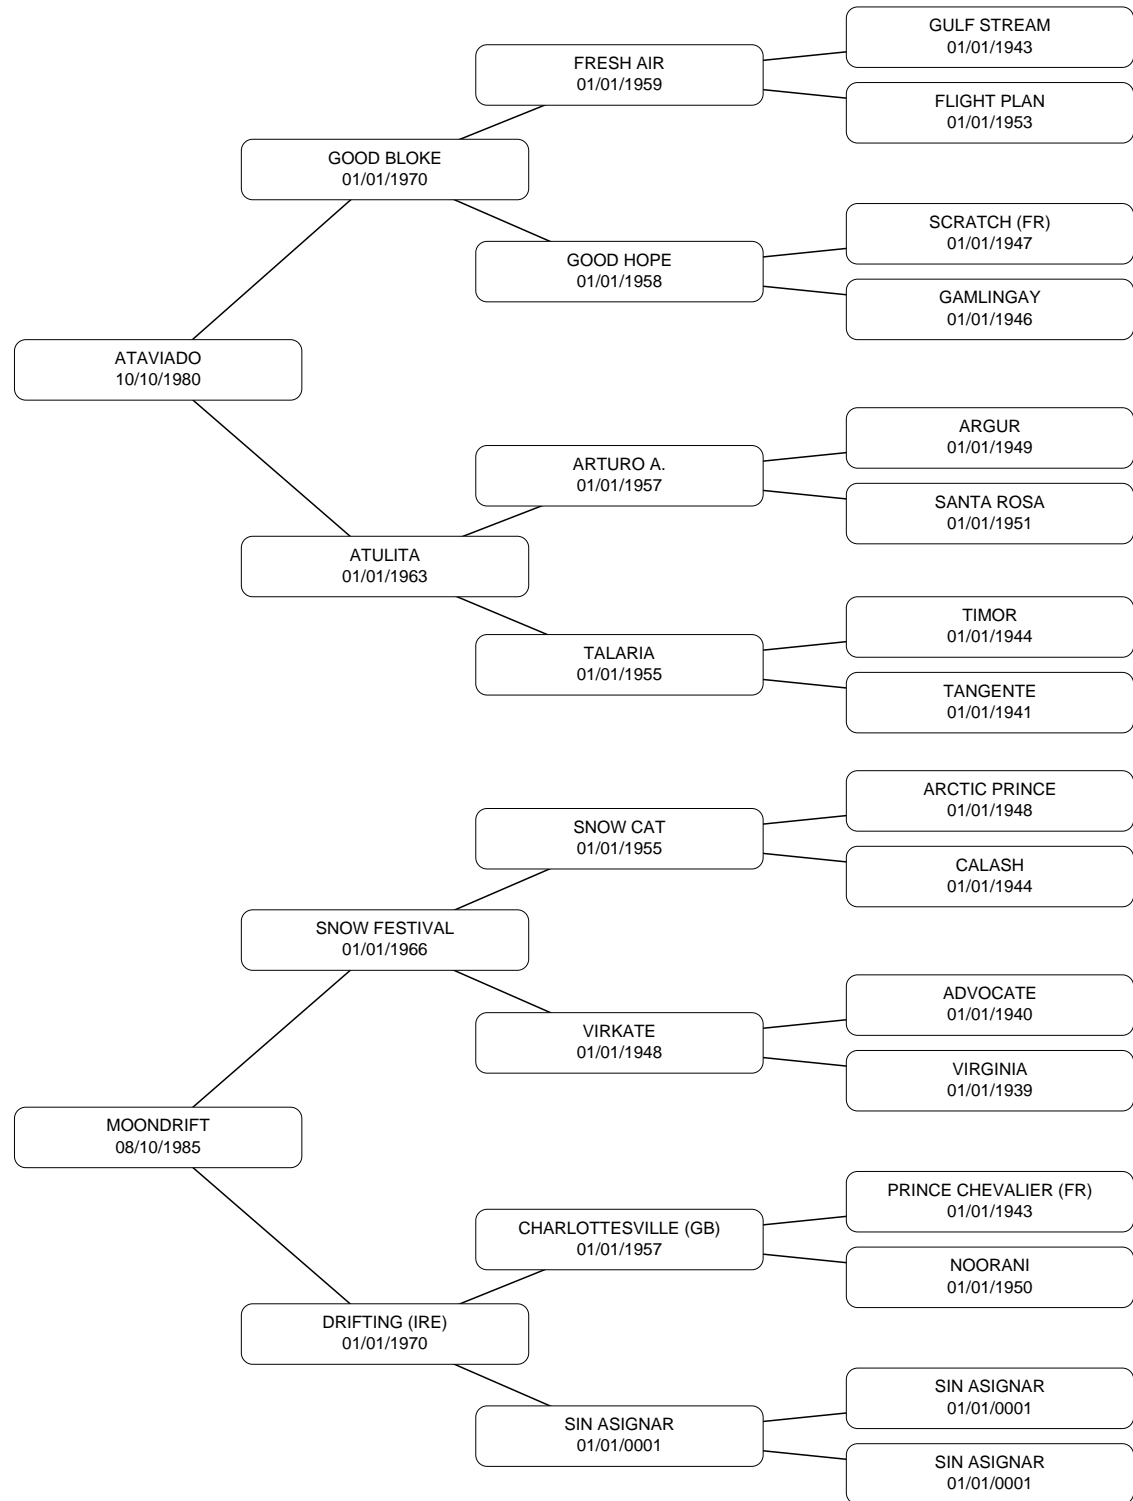 GULF STREAM
01/01/1943
FRESH AIR
01/01/1959
FLIGHT PLAN
01/01/1953
GOOD BLOKE
01/01/1970
SCRATCH (FR)
01/01/1947
GOOD HOPE
01/01/1958
GAMLINGAY
01/01/1946
ATAVIADO
10/10/1980
ARGUR
01/01/1949
ARTURO A.
01/01/1957
SANTA ROSA
01/01/1951
ATULITA
01/01/1963
TIMOR
01/01/1944
TALARIA
01/01/1955
TANGENTE
01/01/1941
ARCTIC PRINCE
01/01/1948
SNOW CAT
01/01/1955
CALASH
01/01/1944
SNOW FESTIVAL
01/01/1966
ADVOCATE
01/01/1940
VIRKATE
01/01/1948
VIRGINIA
01/01/1939
MOONDRIFT
08/10/1985
PRINCE CHEVALIER (FR)
01/01/1943
CHARLOTTESVILLE (GB)
01/01/1957
NOORANI
01/01/1950
DRIFTING (IRE)
01/01/1970
SIN ASIGNAR
01/01/0001
SIN ASIGNAR
01/01/0001
SIN ASIGNAR
01/01/0001